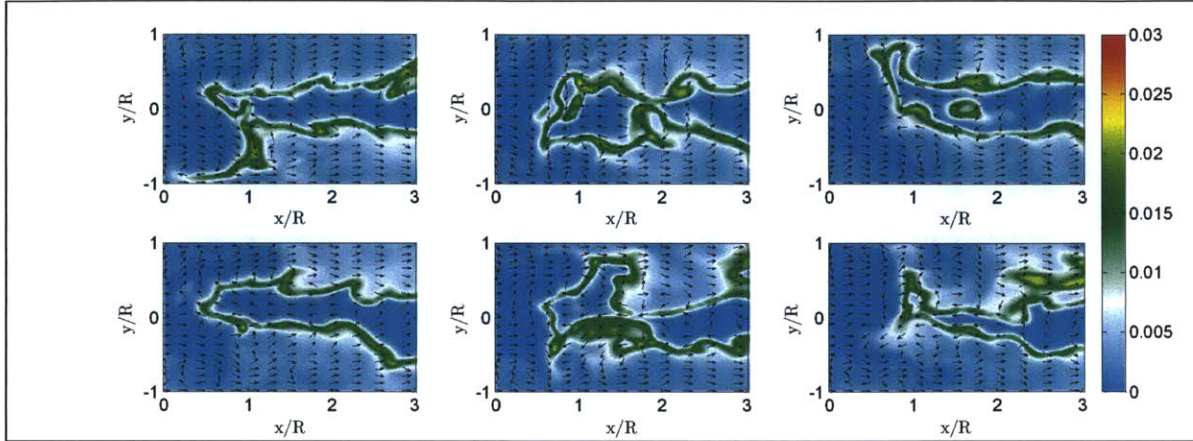 1 1 1 0.03
0.025
y/R 0 y/R 0 y/R 0
0.02
-1 -1 -1
0 1 2 3 0 1 2 3 0 1 2 3
x/R x/R x/R 0.015
1 1 1
0.01
y/R 0 y/R 0 y/R 0
0.005
-1 -1 -1 0
0 1 2 3 0 1 2 3 0 1 2 3
x/R x/R x/R